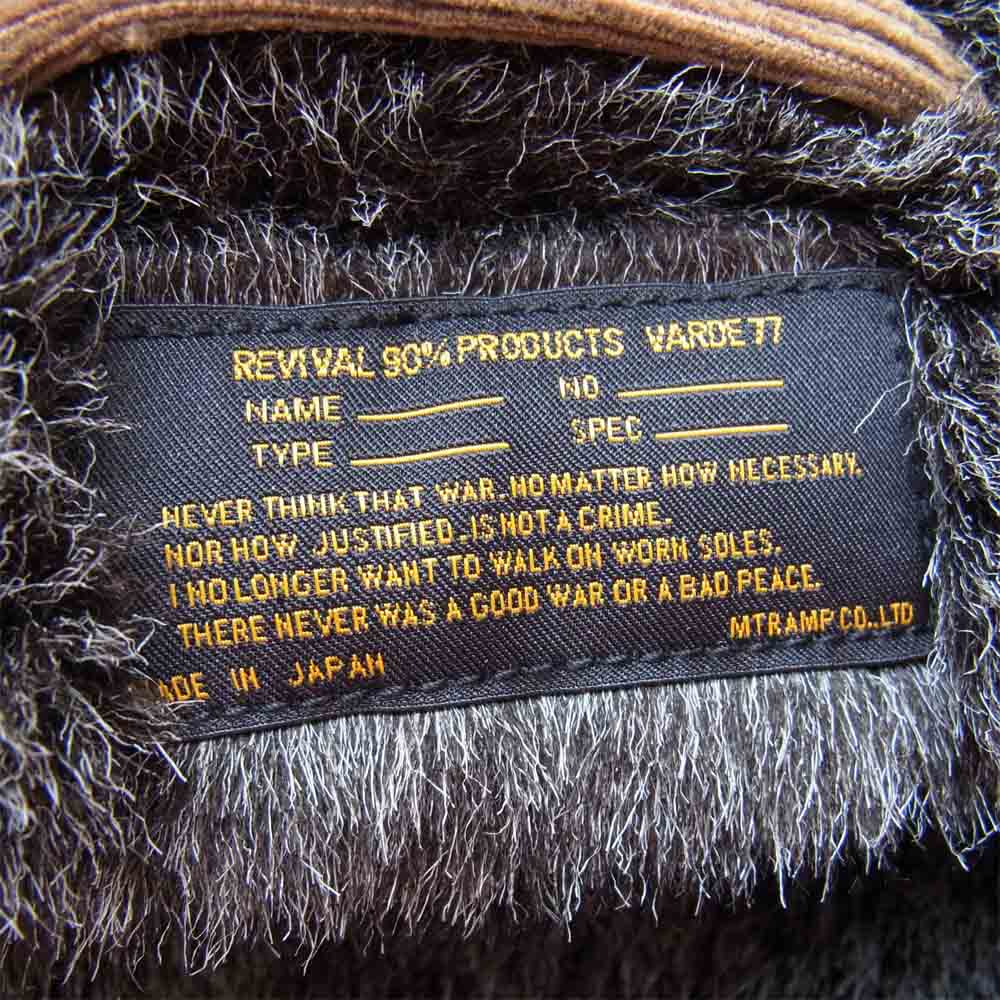 REVIVAL 90% PRODUCTS VARDE77
NAME NO
TYPE SPEC
NEVER THINK THAT WAR. NO MATTER HOW NECESSARY.
NOR HOW JUSTIFIED. IS NOT A CRIME.
I NO LONGER WANT TO WALK ON WORN SOLES.
THERE NEVER WAS A GOOD WAR OR A BAD PEACE.
MTRAMP CO.,LTD
ADE IN JAPAN